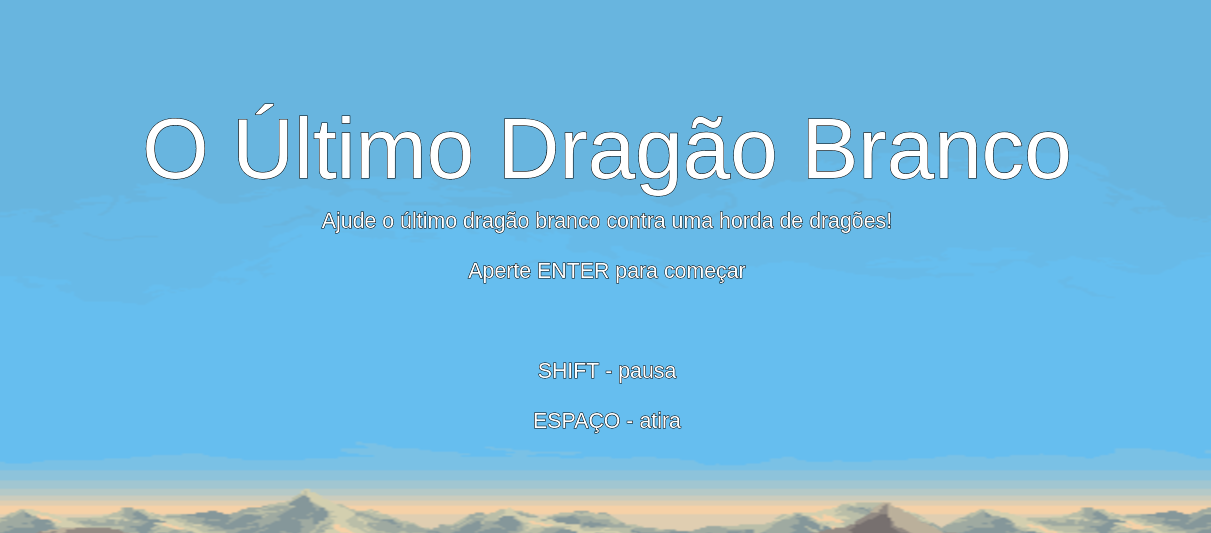 O Último Dragão Branco
Ajude o último dragão branco contra uma horda de dragões!
Aperte ENTER para começar
SHIFT - pausa
ESPAÇO - atira